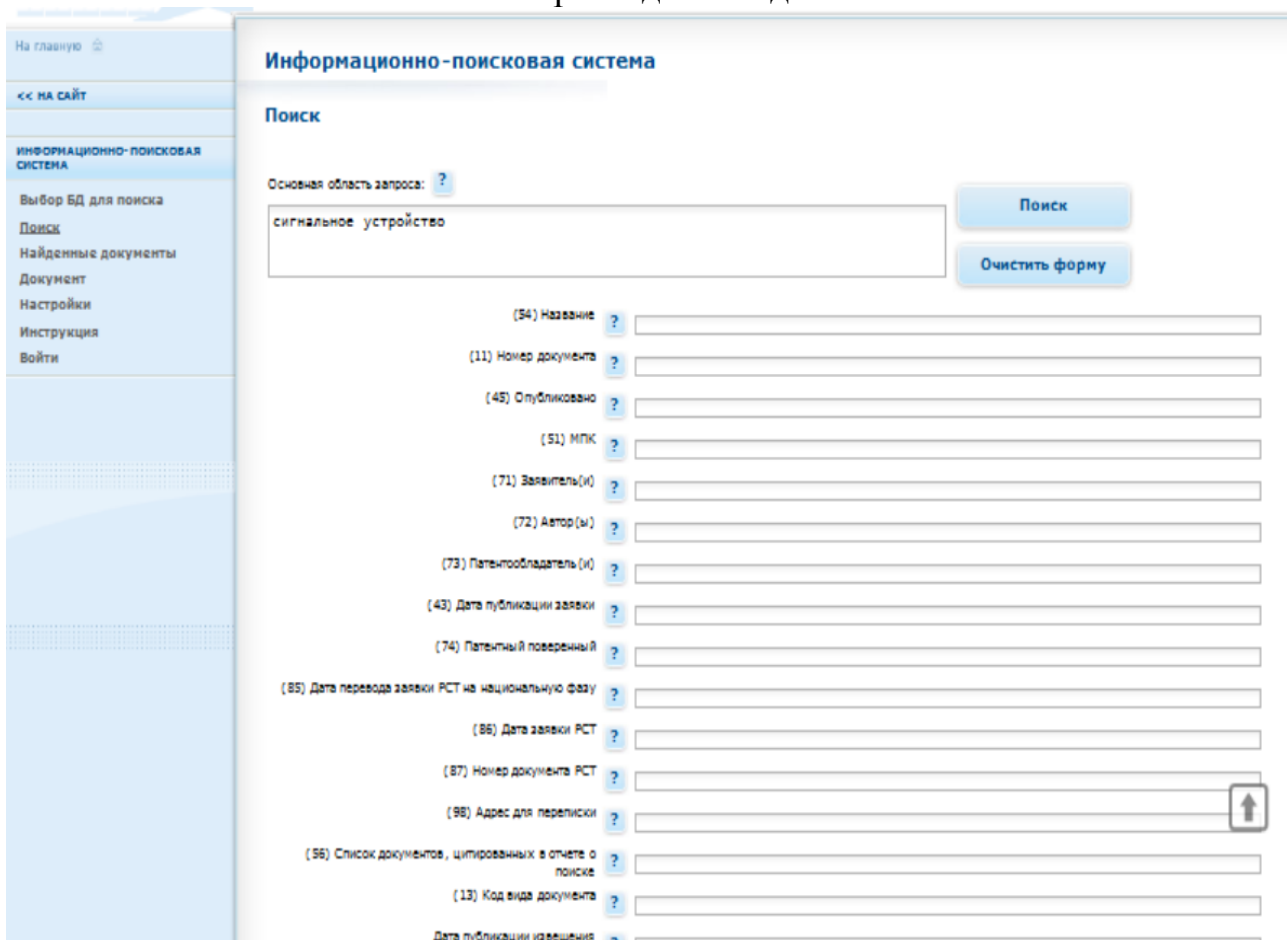 На главную
<< НА САЙТ
ИНФОРМАЦИОННО-ПОИСКОВАЯ
СИСТЕМА
Выбор БД для поиска
Поиск
Найденные документы
Документ
Настройки
Инструкция
Войти
Информационно-поисковая система
Поиск
Основная область запроса: ?
сигнальное устройство
Поиск
Очистить форму
(54) Название ?
(11) Номер документа ?
(45) Опубликовано ?
(51) МПК ?
(71) Заявитель(и) ?
(72) Автор(ы) ?
(73) Патентообладатель(и) ?
(43) Дата публикации заявки ?
(74) Патентный поверенный ?
(85) Дата перевода заявки РСТ на национальную фазу ?
(86) Дата заявки РСТ ?
(87) Номер документа РСТ ?
(98) Адрес для переписки ?
(56) Список документов, цитированных в отчете о
поиске ?
(13) Код вида документа ?
Дата публикации извещения